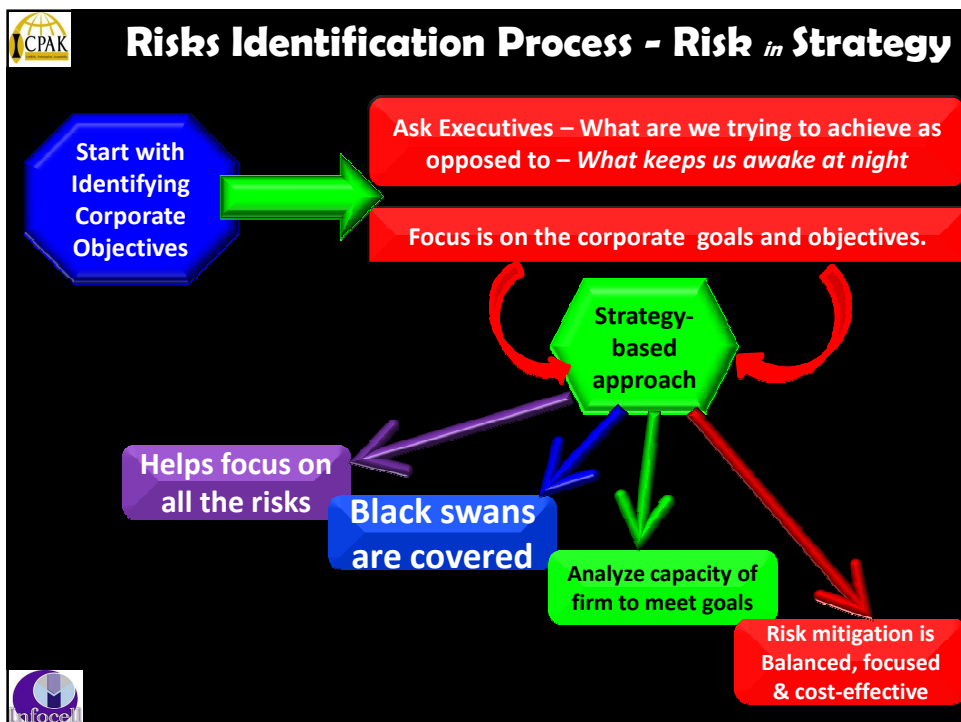 ICPAK
Risks Identification Process - Risk in Strategy
Start with
Identifying
Corporate
Objectives
Ask Executives – What are we trying to achieve as
opposed to – What keeps us awake at night
Focus is on the corporate goals and objectives.
Strategy-
based
approach
Helps focus on
all the risks
Black swans
are covered
Analyze capacity of
firm to meet goals
Risk mitigation is
Balanced, focused
& cost-effective
Infocell